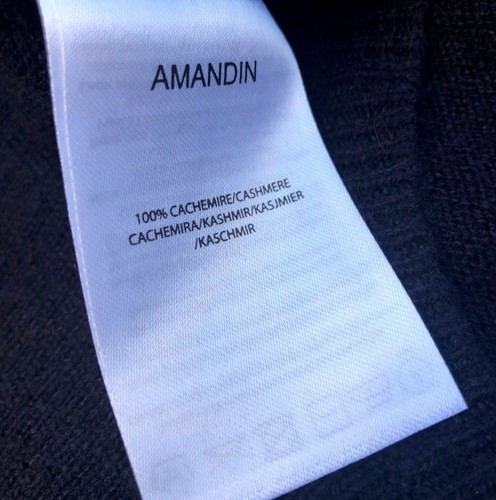 AMANDIN
100% CACHEMIRE/CASHMERE
CACHEMIRA/KASHMIR/KASJMIER
/KASCHMIR